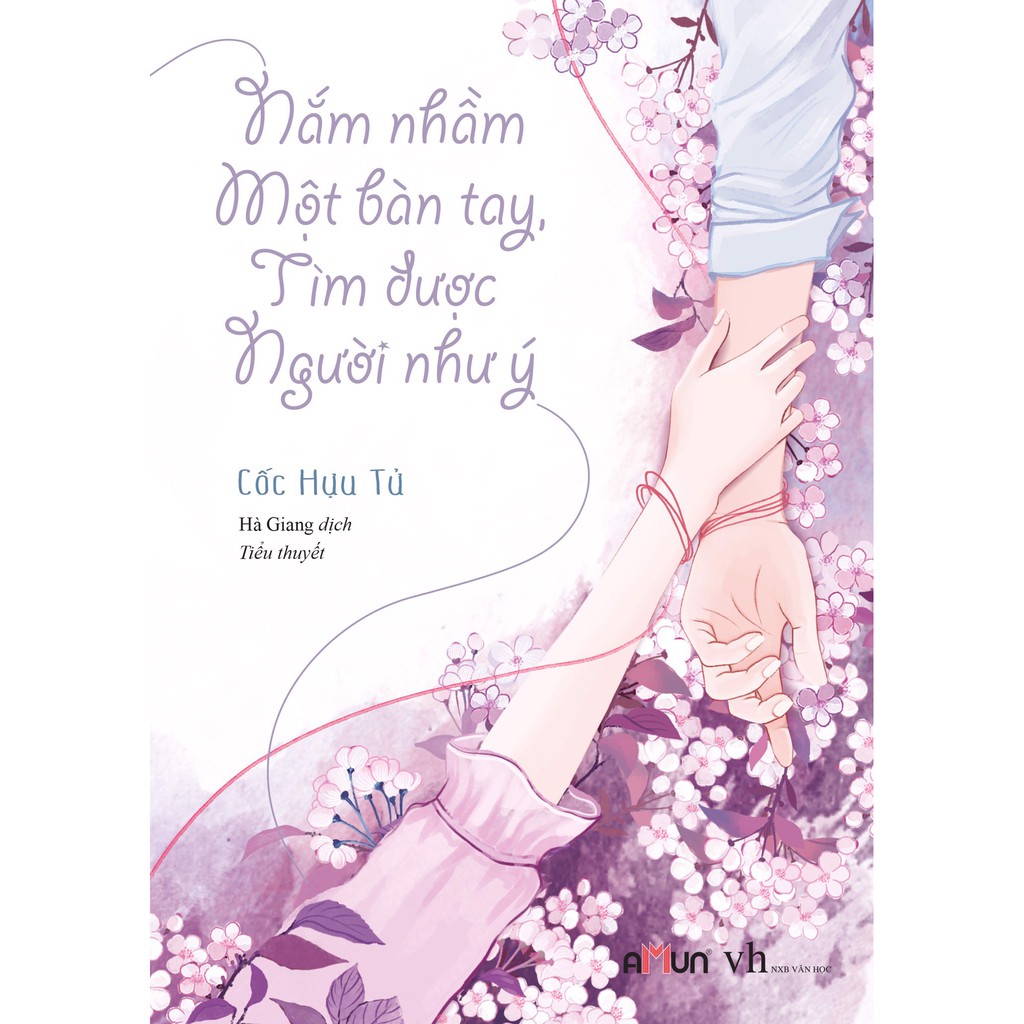 Nắm nhầm
Một bàn tay,
Tìm được
Người như ý
Cốc Hựu Tử
Hà Giang dịch
Tiểu thuyết
AMUN® vh NXB VĂN HỌC